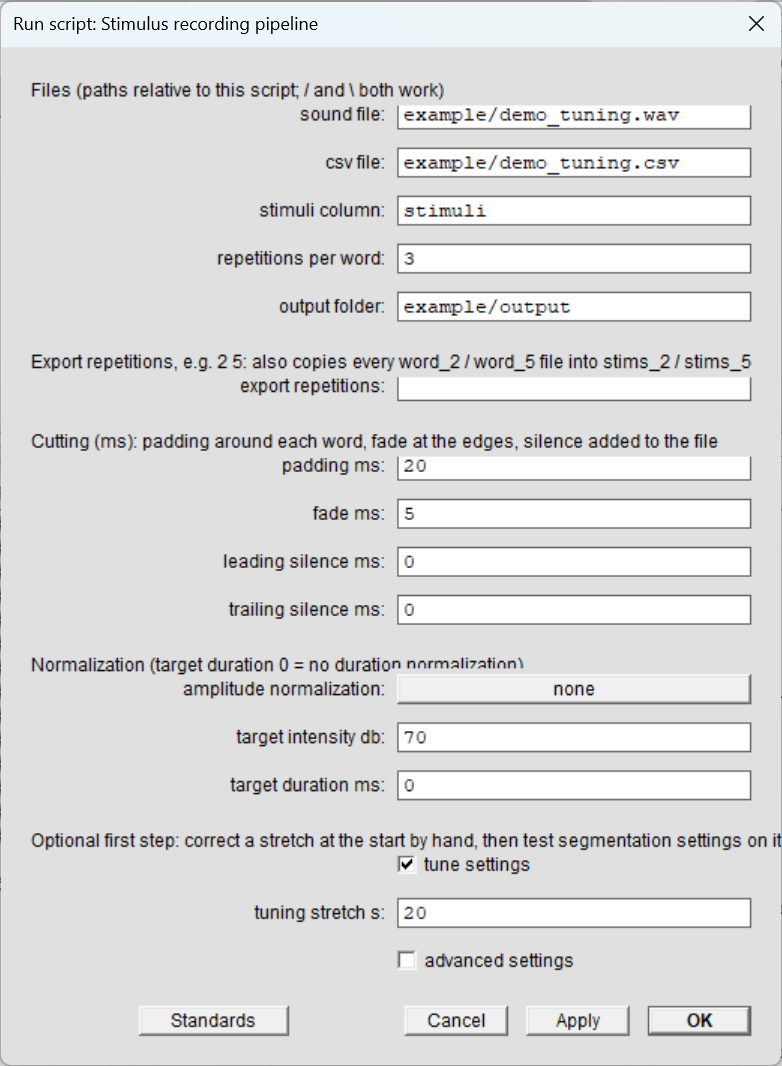 Run script: Stimulus recording pipeline
Files (paths relative to this script; / and \ both work)
sound file: example/demo_tuning.wav
csv file: example/demo_tuning.csv
stimuli column: stimuli
repetitions per word: 3
output folder: example/output
Export repetitions, e.g. 2 5: also copies every word_2 / word_5 file into stims_2 / stims_5
export repetitions:
Cutting (ms): padding around each word, fade at the edges, silence added to the file
padding ms: 20
fade ms: 5
leading silence ms: 0
trailing silence ms: 0
Normalization (target duration 0 = no duration normalization)
amplitude normalization: none
target intensity db: 70
target duration ms: 0
Optional first step: correct a stretch at the start by hand, then test segmentation settings on it
tune settings
tuning stretch s: 20
advanced settings
Standards Cancel Apply OK